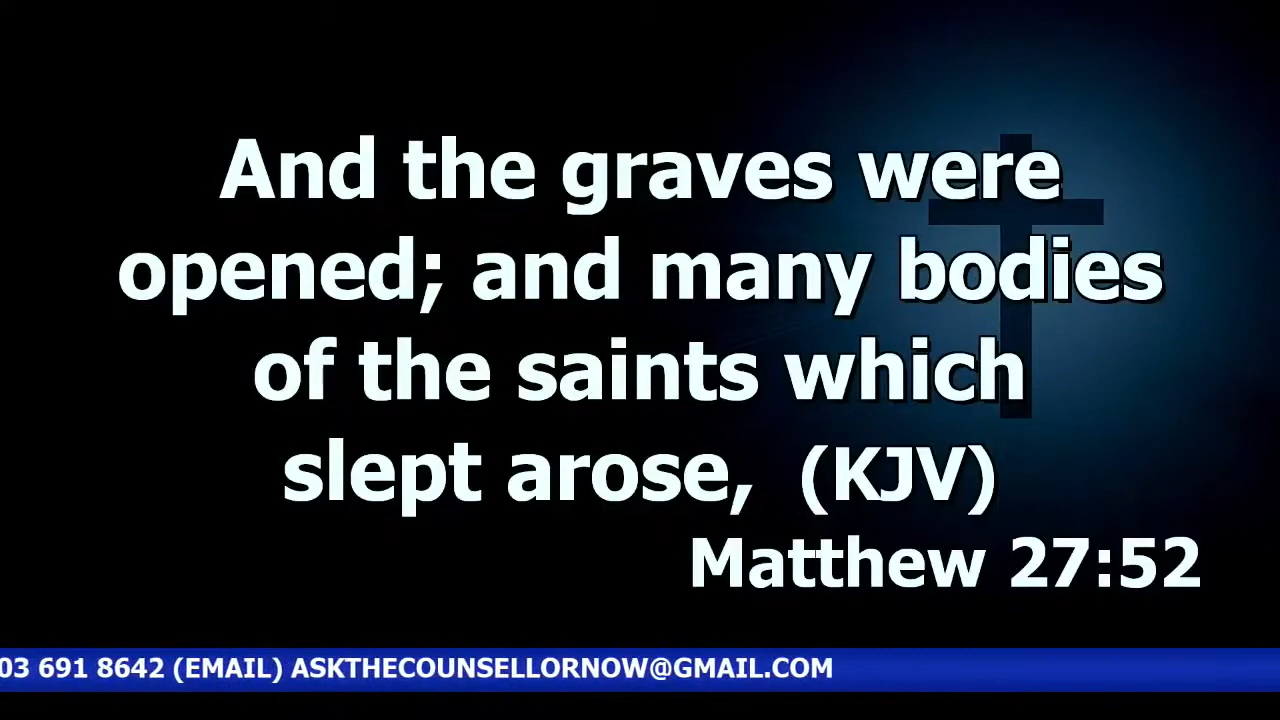 And the graves were
opened; and many bodies
of the saints which
slept arose, (KJV)
Matthew 27:52
03 691 8642 (EMAIL) ASKTHECOUNSELLORNOW@GMAIL.COM